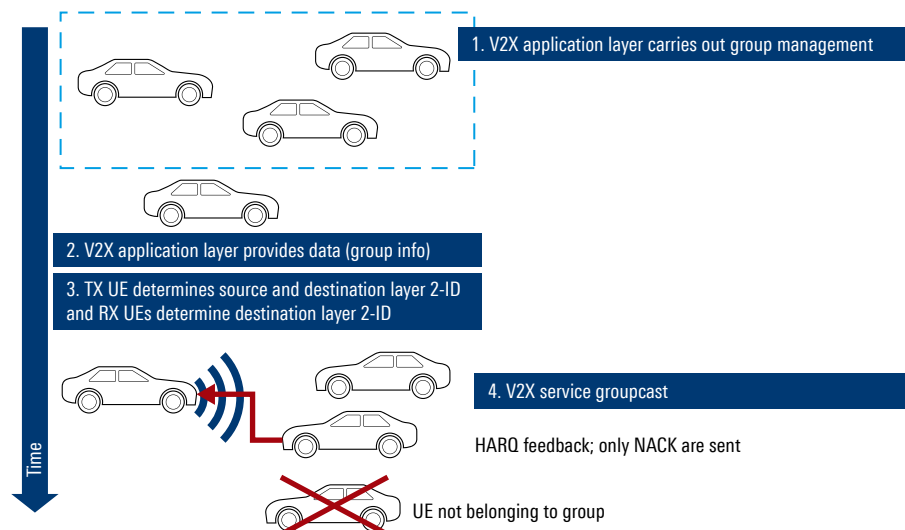 1. V2X application layer carries out group management
2. V2X application layer provides data (group info)
3. TX UE determines source and destination layer 2-ID
and RX UEs determine destination layer 2-ID
4. V2X service groupcast
HARQ feedback; only NACK are sent
Time
UE not belonging to group